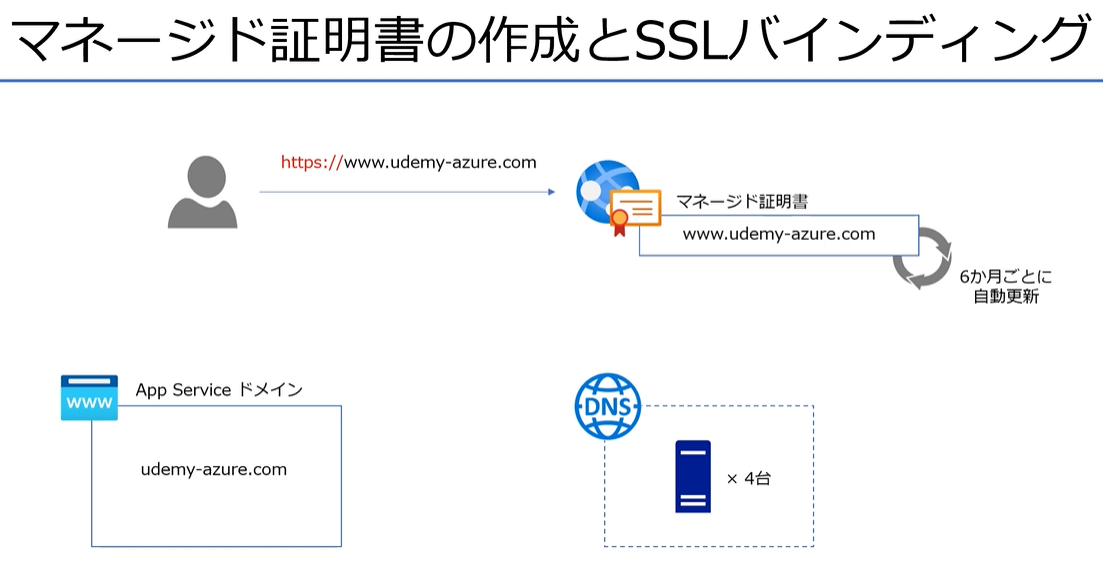 マネージド証明書の作成とSSLバインディング
https://www.udemy-azure.com
マネージド証明書
www.udemy-azure.com
6か月ごとに
自動更新
App Service ドメイン
www
udemy-azure.com
DNS
× 4台